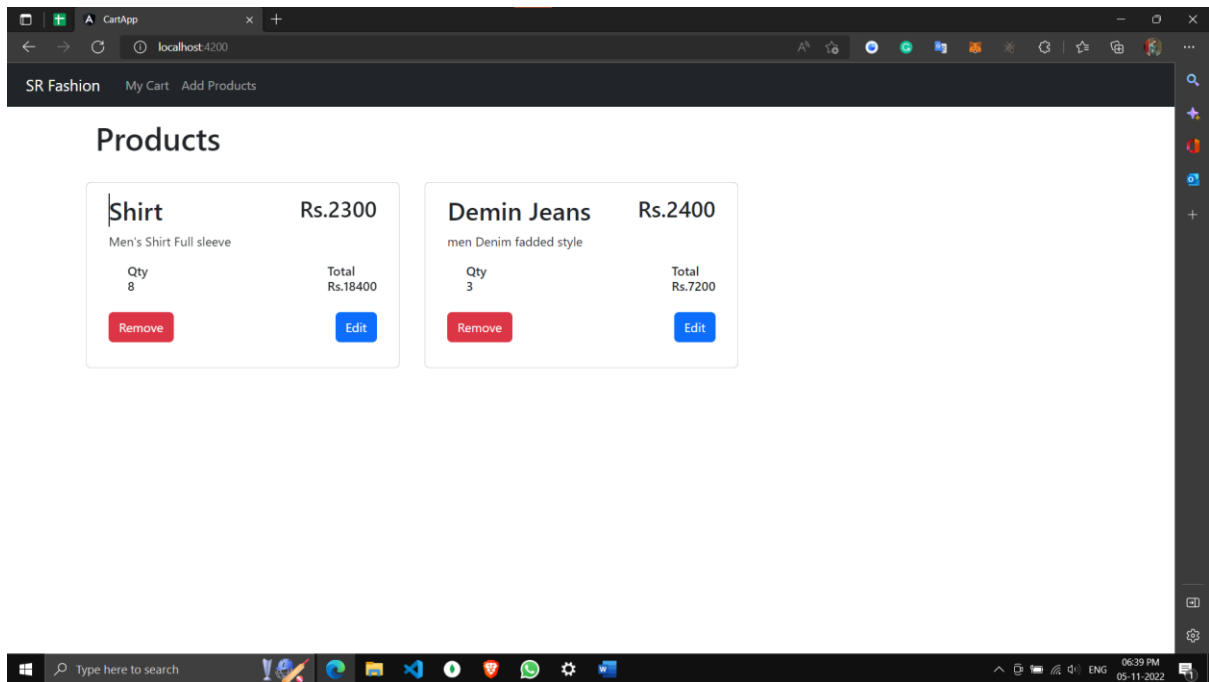 CartApp
localhost:4200
SR Fashion My Cart Add Products
Products
Shirt Rs.2300
Men's Shirt Full sleeve
Qty Total
8 Rs.18400
Remove Edit
Demin Jeans Rs.2400
men Denim fadded style
Qty Total
3 Rs.7200
Remove Edit
Type here to search
ENG
06:39 PM
05-11-2022